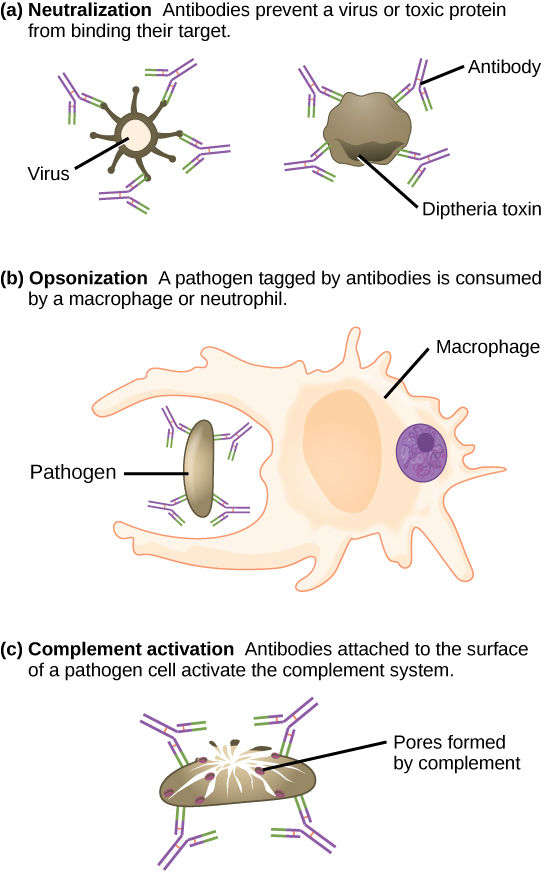 (a) Neutralization Antibodies prevent a virus or toxic protein
from binding their target.
Antibody
Virus
Diptheria toxin
(b) Opsonization A pathogen tagged by antibodies is consumed
by a macrophage or neutrophil.
Macrophage
Pathogen
(c) Complement activation Antibodies attached to the surface
of a pathogen cell activate the complement system.
Pores formed
by complement